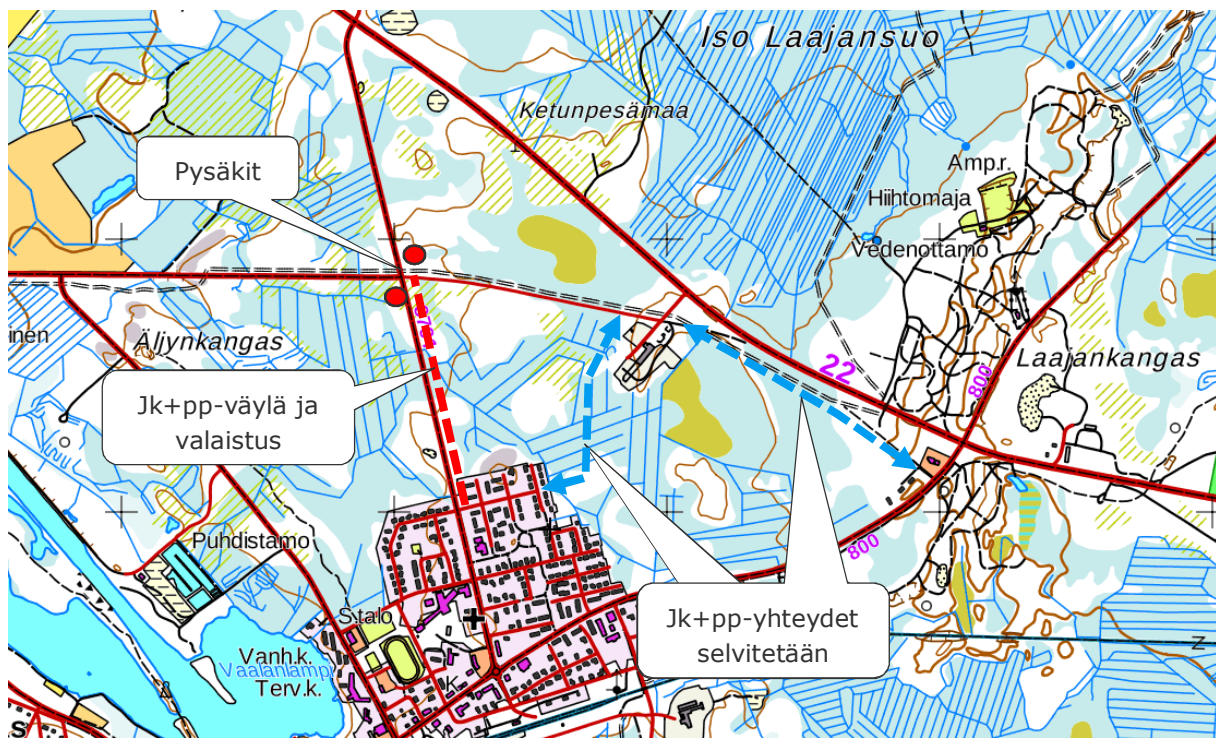 Iso Laajansuo
Ketunpesämaa
Amp.r.
Pysäkit
Hiihtomaja
Vedenottamo
inen
Äljynkangas
22
Laajankangas
800
Jk+pp-väylä ja
valaistus
Puhdistamo
800
S.talo
Jk+pp-yhteydet
selvitetään
Vanh.k.
Vaalanlampi
Terv.k.
K
S
Z